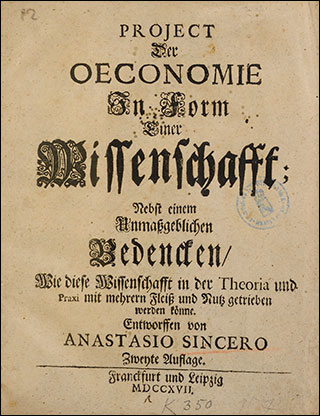 PROJECT
Der
OECONOMIE
In Form
Einer
Wissenschafft;
Nebst einem
Unmaßgeblichen
Bedencken/
Wie diese Wissenschafft in der Theoria und
Praxi mit mehrern Fleiß und Nutz getrieben
werden könne.
Entworffen von
ANASTASIO SINCERO
Zweyte Auflage.
Franckfurt und Leipzig
MDCCXVII.
K 350